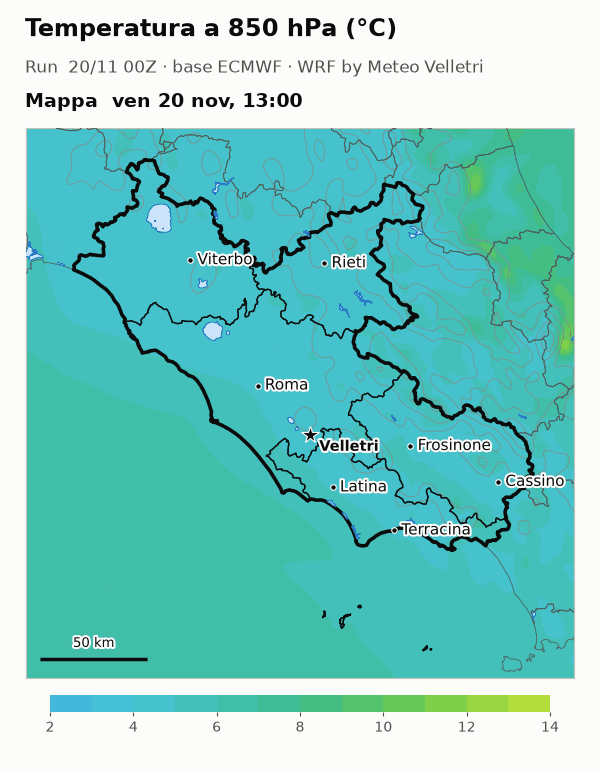 Temperatura a 850 hPa (°C)
Run  20/11 00Z · base ECMWF · WRF by Meteo Velletri
Mappa  ven 20 nov, 13:00
Viterbo
Rieti
Roma
Velletri
Frosinone
Latina
Cassino
Terracina
50 km
2 4 6 8 10 12 14